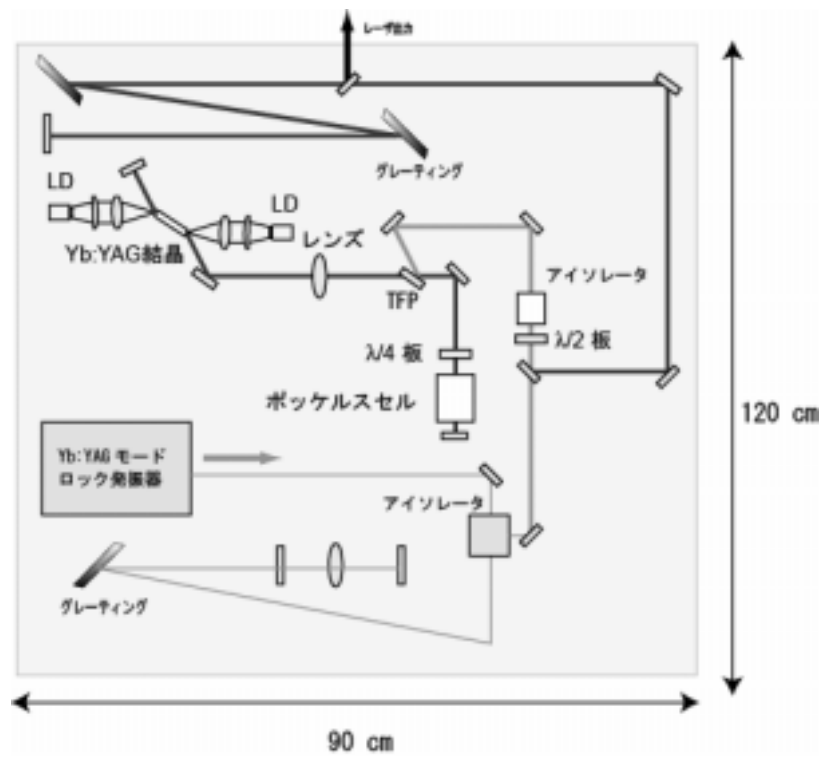 レーザ出力
グレーティング
LD
LD
Yb:YAG結晶
レンズ
TFP
アイソレータ
λ/2 板
λ/4 板
ポッケルスセル
120 cm
Yb:YAG モード
ロック発振器
アイソレータ
グレーティング
90 cm